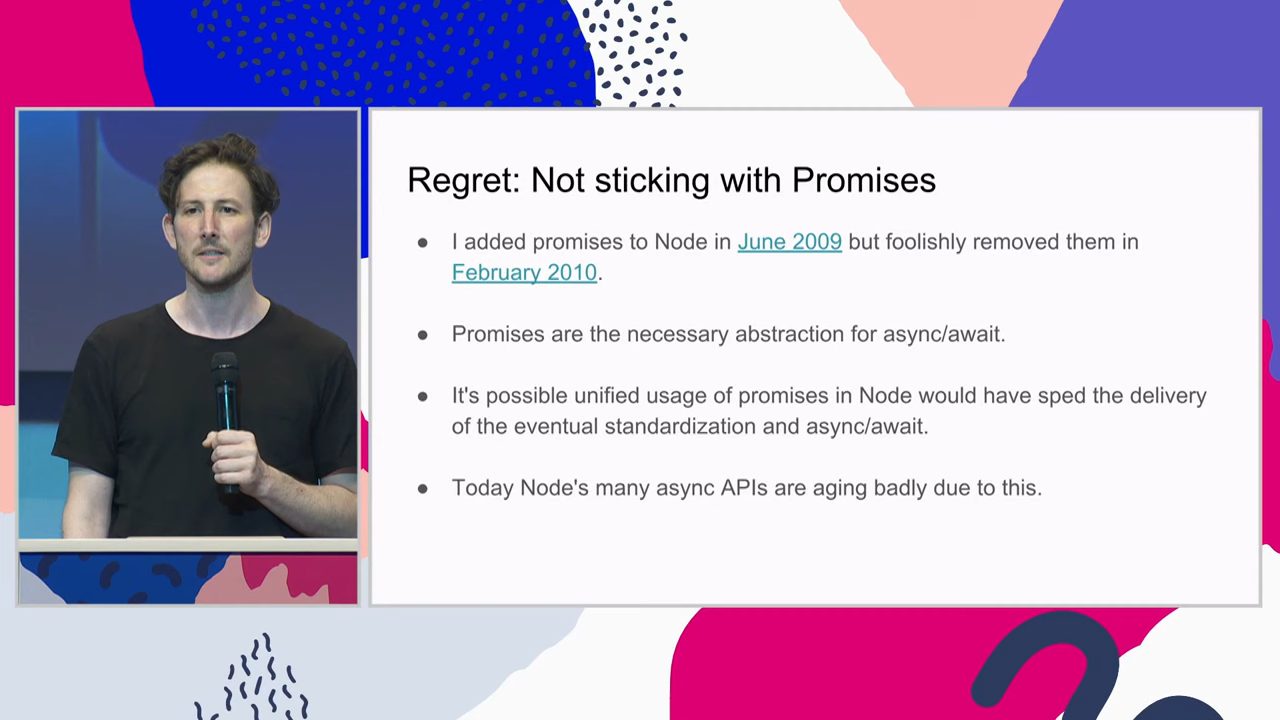 Regret: Not sticking with Promises
● I added promises to Node in June 2009 but foolishly removed them in
February 2010.
● Promises are the necessary abstraction for async/await.
● It's possible unified usage of promises in Node would have sped the delivery
of the eventual standardization and async/await.
● Today Node's many async APIs are aging badly due to this.